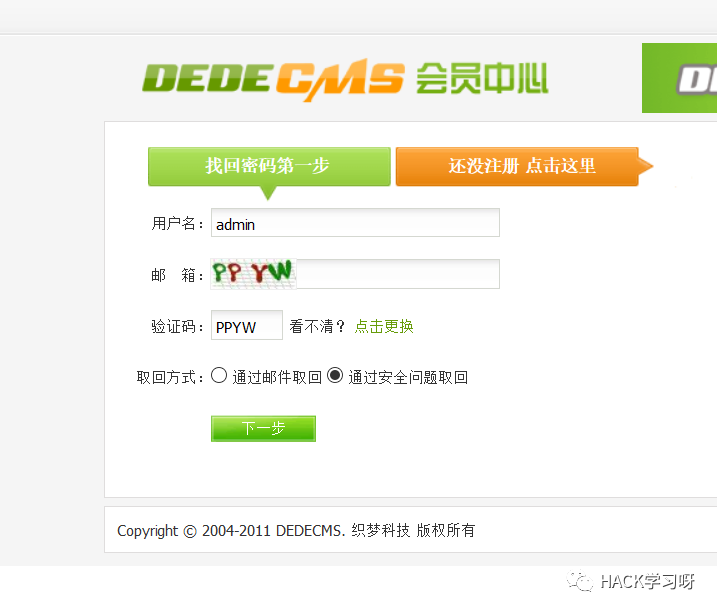 DEDECMS 会员中心
找回密码第一步
还没注册 点击这里
用户名：admin
邮 箱：PPYW
验证码：PPYW 看不清？ 点击更换
取回方式：通过邮件取回 通过安全问题取回
下一步
Copyright © 2004-2011 DEDECMS. 织梦科技 版权所有
HACK学习呀